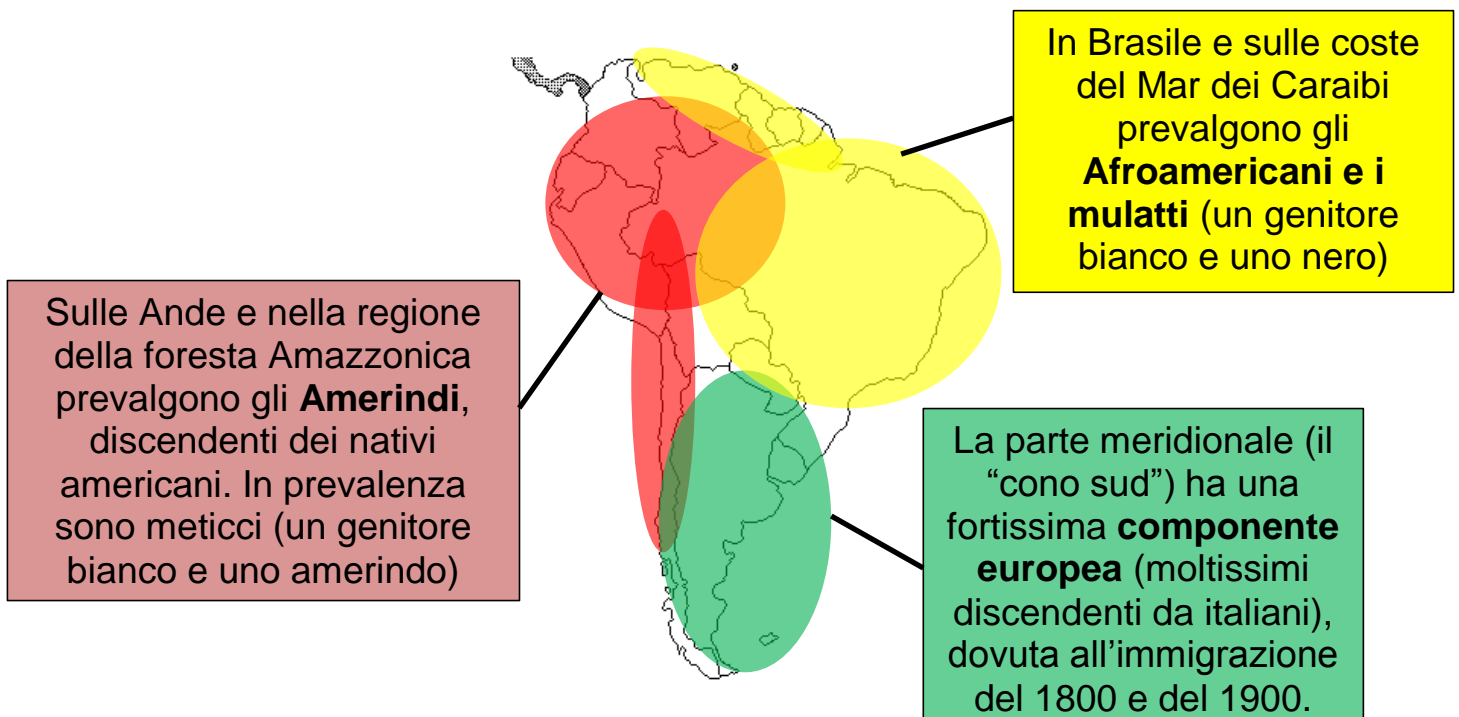 In Brasile e sulle coste
del Mar dei Caraibi
prevalgono gli
Afroamericani e i
mulatti (un genitore
bianco e uno nero)
Sulle Ande e nella regione
della foresta Amazzonica
prevalgono gli Amerindi,
discendenti dei nativi
americani. In prevalenza
sono meticci (un genitore
bianco e uno amerindo)
La parte meridionale (il
“cono sud”) ha una
fortissima componente
europea (moltissimi
discendenti da italiani),
dovuta all’immigrazione
del 1800 e del 1900.